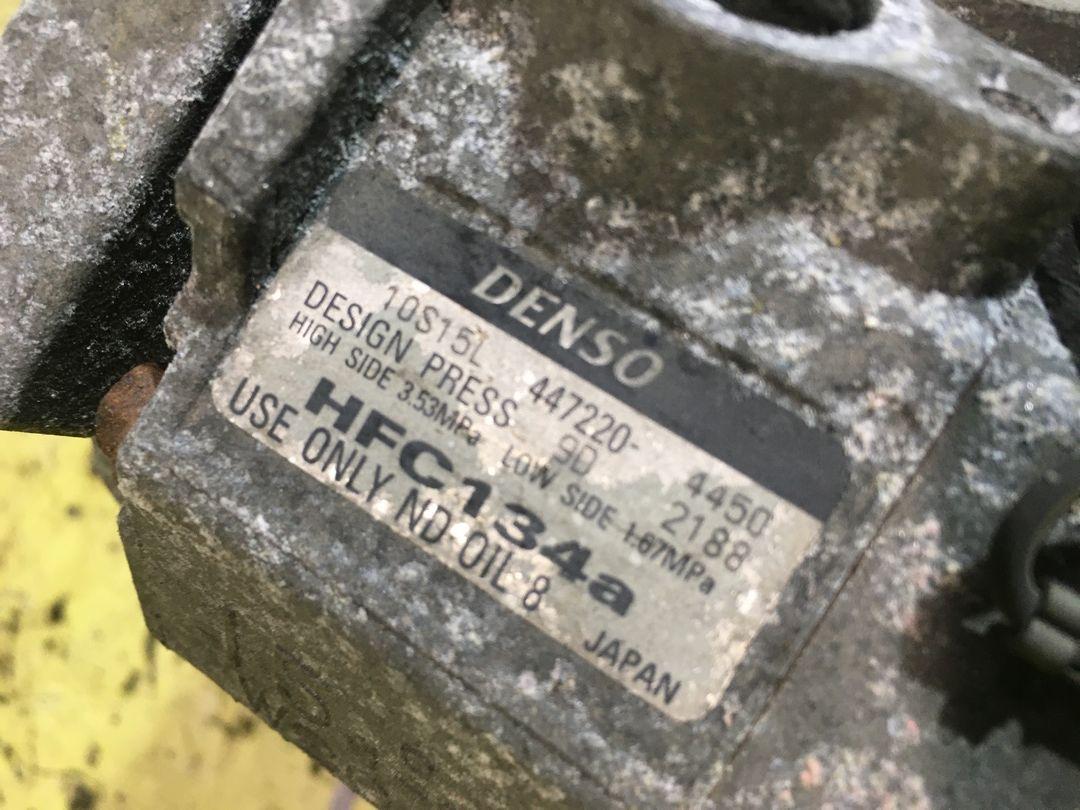 DENSO
10S15L 447220-4450
DESIGN PRESS 9D 2188
HIGH SIDE 3.53MPa LOW SIDE 1.67MPa
HFC134a
USE ONLY ND-OIL 8
JAPAN